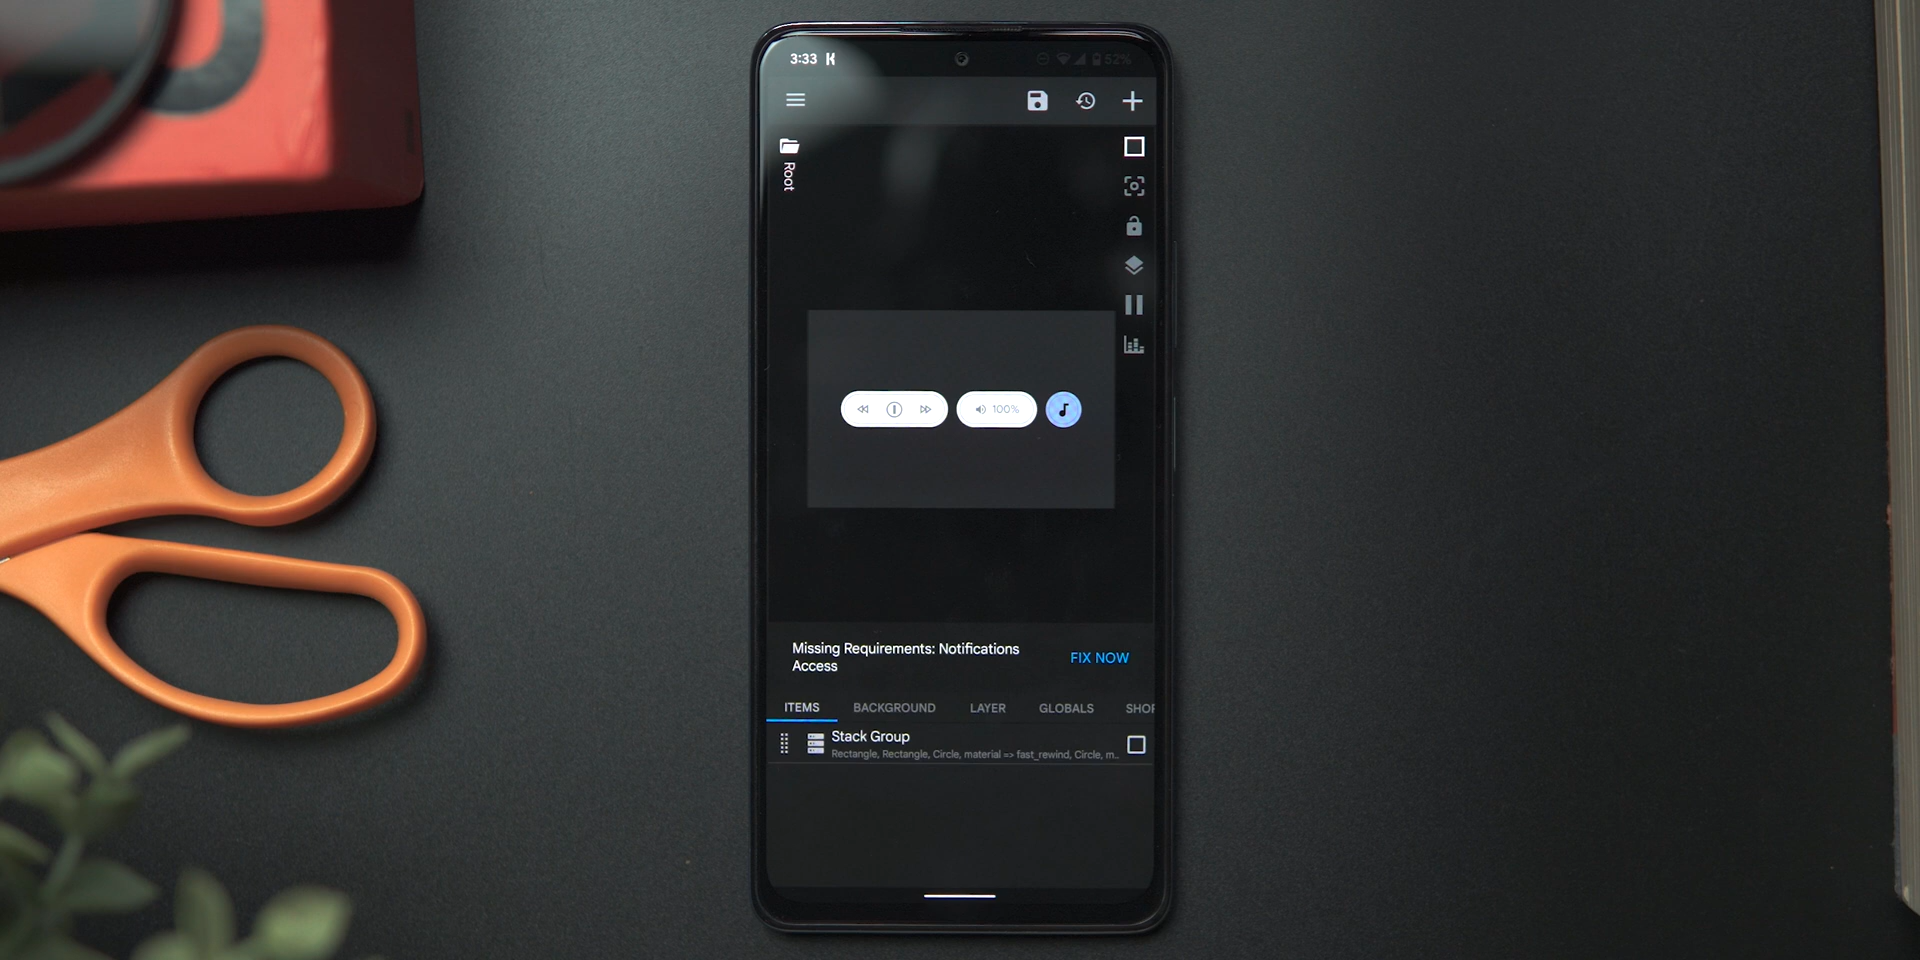 3:33
52%
Root
100%
Missing Requirements: Notifications
Access
FIX NOW
ITEMS
BACKGROUND
LAYER
GLOBALS
SHOR
Stack Group
Rectangle, Rectangle, Circle, material => fast_rewind, Circle, m...